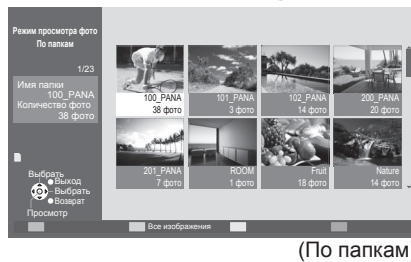 Режим просмотра фото
По папкам
1/23
Имя папки
100_PANA
Количество фото
38 фото
100_PANA
38 фото
101_PANA
3 фото
102_PANA
14 фото
200_PANA
20 фото
201_PANA
7 фото
ROOM
1 фото
Fruit
18 фото
Nature
14 фото
Выбрать
Выход
Выбрать
Возврат
Просмотр
Все изображения
(По папкам